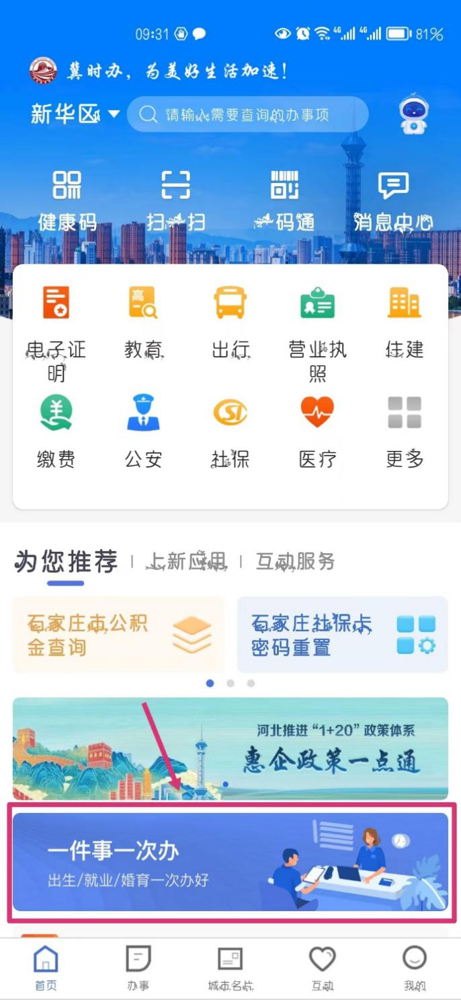 09:31 4G 4G 81%
冀时办，为美好生活加速！
新华区 请输入需要查询的办事项
健康码 扫一扫 一码通 消息中心
高
电子证明 教育 出行 营业执照 住建
缴费 公安 社保 医疗 更多
为您推荐 | 上新应用 | 互动服务
石家庄市公积金查询
石家庄社保卡密码重置
河北推进“1+20”政策体系
惠企政策一点通
一件事一次办
出生/就业/婚育一次办好
首页 办事 城市名片 互动 我的